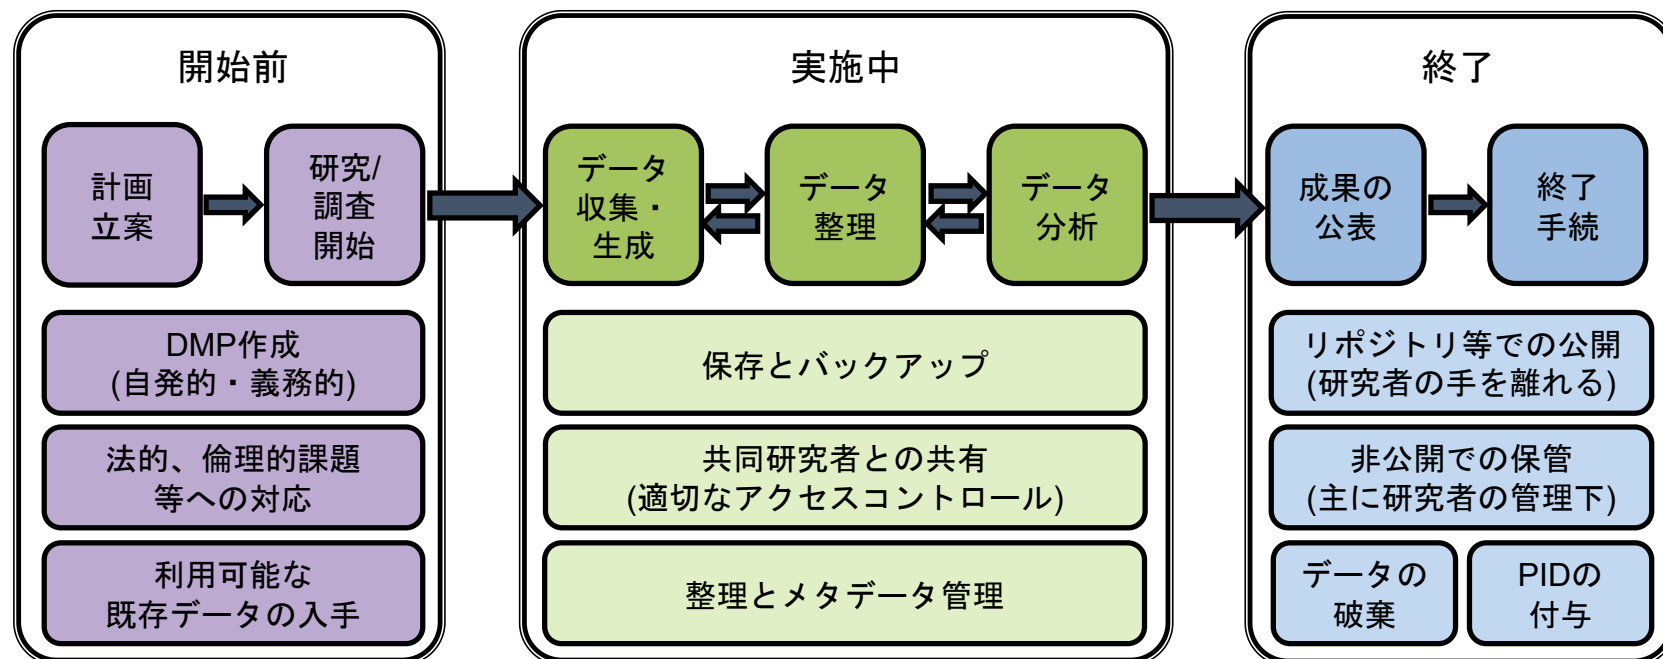 開始前
計画
立案
研究/
調査
開始
DMP作成
(自発的・義務的)
法的、倫理的課題
等への対応
利用可能な
既存データの入手
実施中
データ
収集・
生成
データ
整理
データ
分析
保存とバックアップ
共同研究者との共有
(適切なアクセスコントロール)
整理とメタデータ管理
終了
成果の
公表
終了
手続
リポジトリ等での公開
(研究者の手を離れる)
非公開での保管
(主に研究者の管理下)
データの
破棄
PIDの
付与